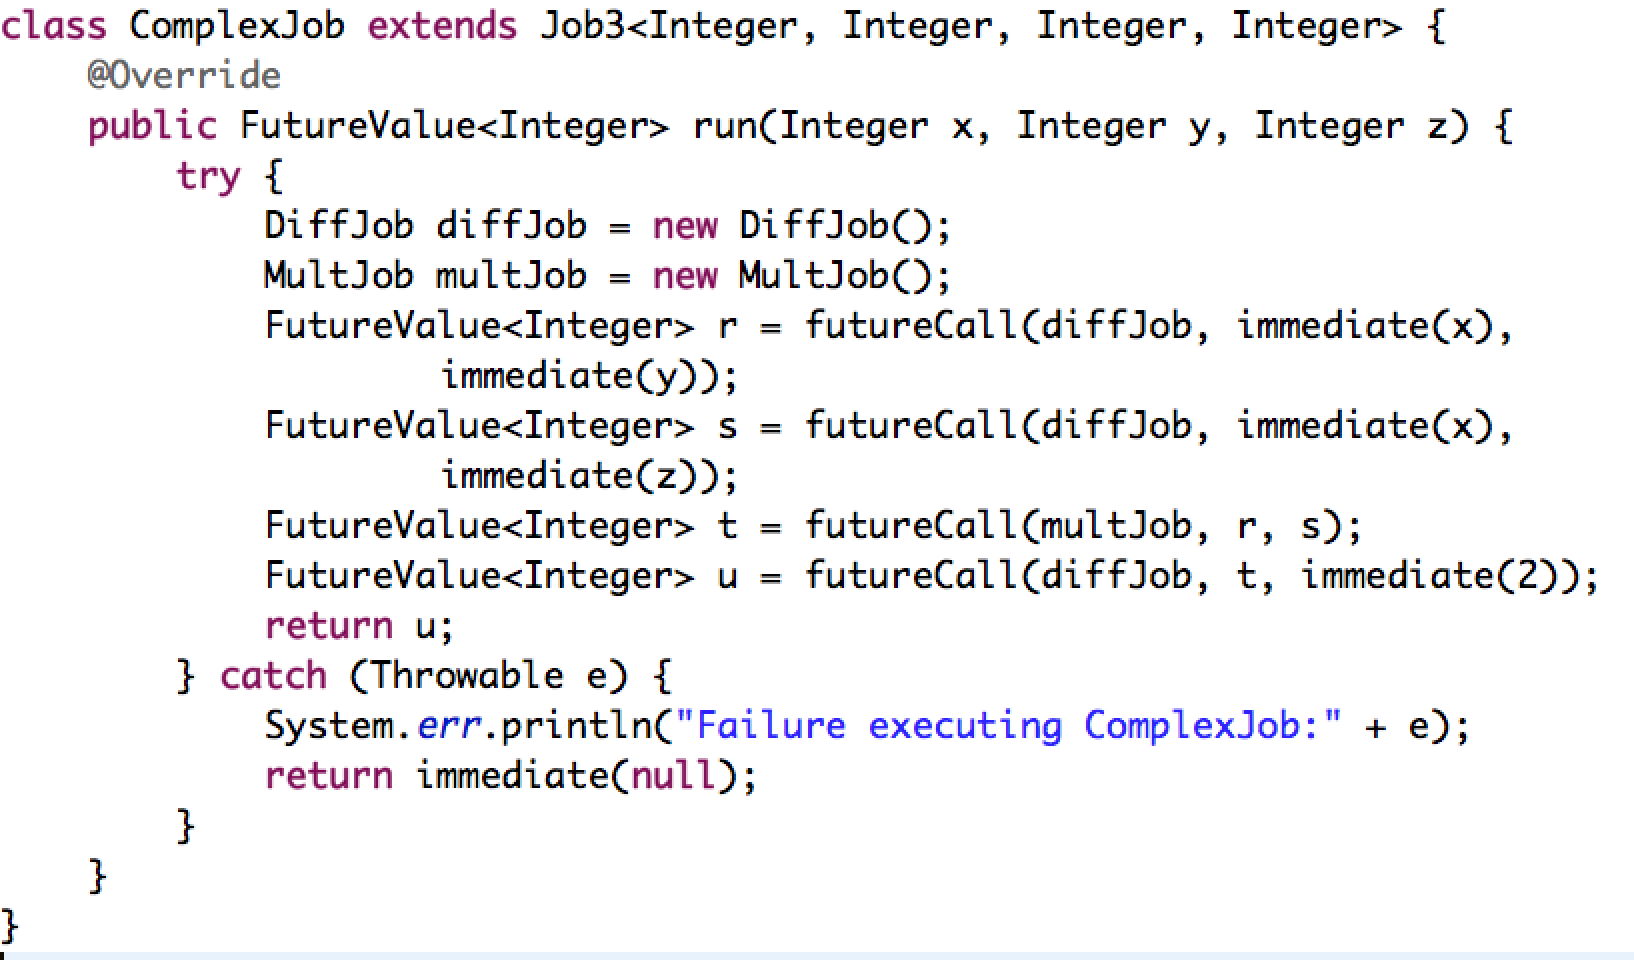 class ComplexJob extends Job3<Integer, Integer, Integer, Integer> {
    @Override
    public FutureValue<Integer> run(Integer x, Integer y, Integer z) {
        try {
            DiffJob diffJob = new DiffJob();
            MultJob multJob = new MultJob();
            FutureValue<Integer> r = futureCall(diffJob, immediate(x),
                    immediate(y));
            FutureValue<Integer> s = futureCall(diffJob, immediate(x),
                    immediate(z));
            FutureValue<Integer> t = futureCall(multJob, r, s);
            FutureValue<Integer> u = futureCall(diffJob, t, immediate(2));
            return u;
        } catch (Throwable e) {
            System.err.println("Failure executing ComplexJob:" + e);
            return immediate(null);
        }
    }
}